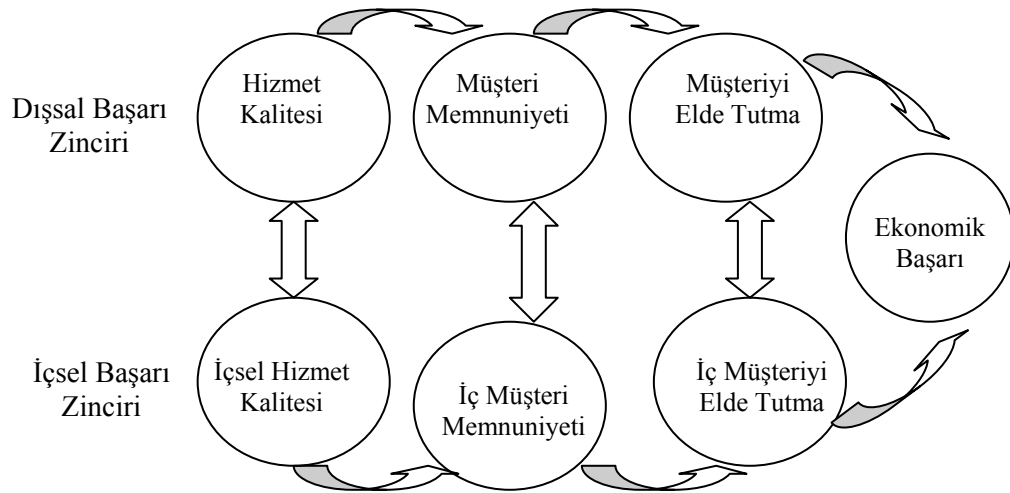 Dışsal Başarı
Zinciri
Hizmet
Kalitesi
Müşteri
Memnuniyeti
Müşteriyi
Elde Tutma
Ekonomik
Başarı
İçsel Başarı
Zinciri
İçsel Hizmet
Kalitesi
İç Müşteri
Memnuniyeti
İç Müşteriyi
Elde Tutma